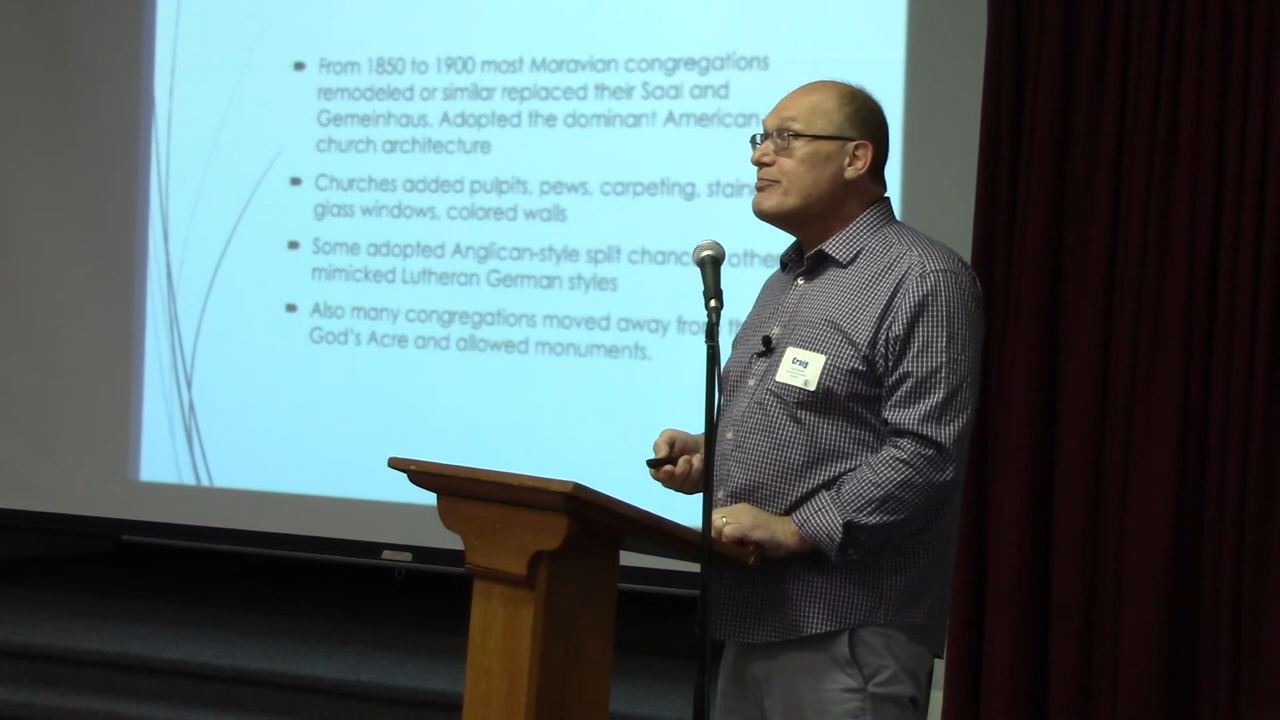 From 1850 to 1900 most Moravian congregations
remodeled or similar replaced their Saal and
Gemeinhaus. Adopted the dominant American
church architecture
Churches added pulpits, pews, carpeting, stain
glass windows, colored walls
Some adopted Anglican-style split chance othe
mimicked Lutheran German styles
Also many congregations moved away from th
God's Acre and allowed monuments.
Craig